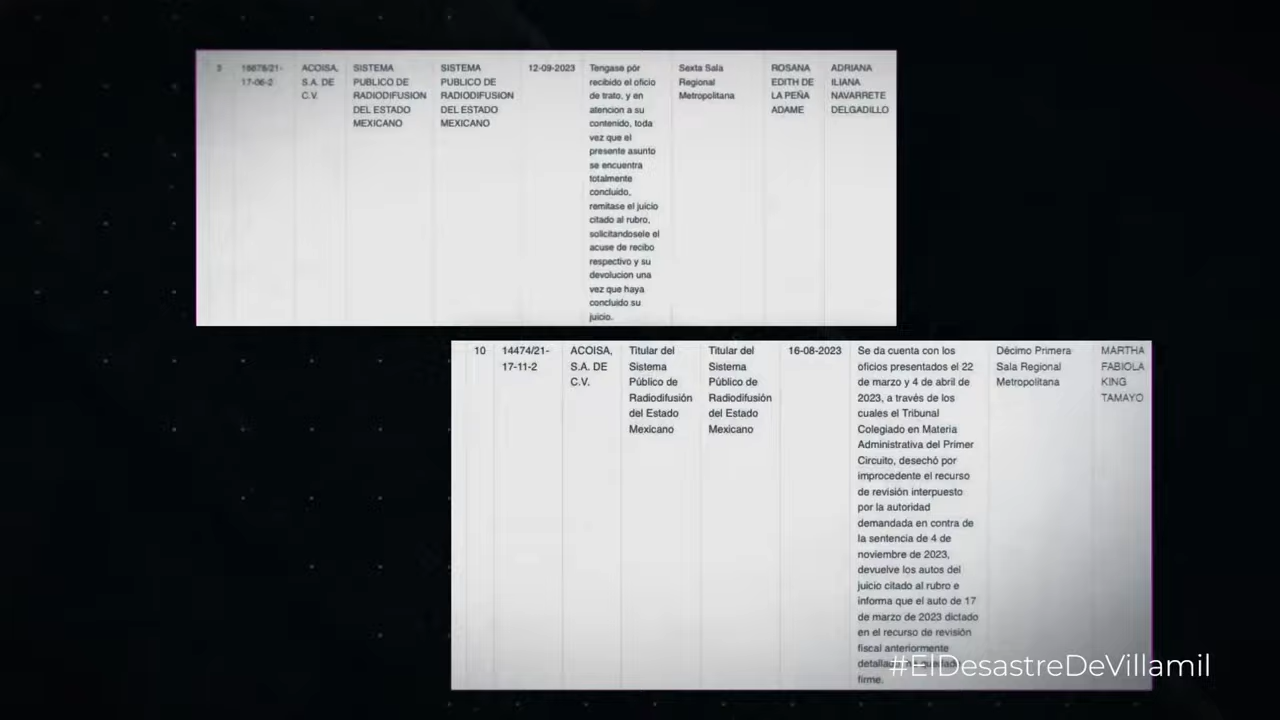 3
18678/21-
17-06-2
ACOISA,
S.A. DE
C.V.
SISTEMA
PUBLICO DE
RADIODIFUSION
DEL ESTADO
MEXICANO
SISTEMA
PUBLICO DE
RADIODIFUSION
DEL ESTADO
MEXICANO
12-09-2023
Tengase pór
recibido el oficio
de trato, y en
atencion a su
contenido, toda
vez que el
presente asunto
se encuentra
totalmente
concluido,
remitase el juicio
citado al rubro,
solicitandosele el
acuse de recibo
respectivo y su
devolucion una
vez que haya
concluido su
juicio.
Sexta Sala
Regional
Metropolitana
ROSANA
EDITH DE
LA PEÑA
ADAME
ADRIANA
ILIANA
NAVARRETE
DELGADILLO
10
14474/21-
17-11-2
ACOISA,
S.A. DE
C.V.
Titular del
Sistema
Público de
Radiodifusión
del Estado
Mexicano
Titular del
Sistema
Público de
Radiodifusión
del Estado
Mexicano
16-08-2023
Se da cuenta con los
oficios presentados el 22
de marzo y 4 de abril de
2023, a través de los
cuales el Tribunal
Colegiado en Materia
Administrativa del Primer
Circuito, desechó por
improcedente el recurso
de revisión interpuesto
por la autoridad
demandada en contra de
la sentencia de 4 de
noviembre de 2023,
devuelve los autos del
juicio citado al rubro e
informa que el auto de 17
de marzo de 2023 dictado
en el recurso de revisión
fiscal anteriormente
firme.
Décimo Primera
Sala Regional
Metropolitana
MARTHA
FABIOLA
KING
TAMAYO
#ElDesastreDeVillamil